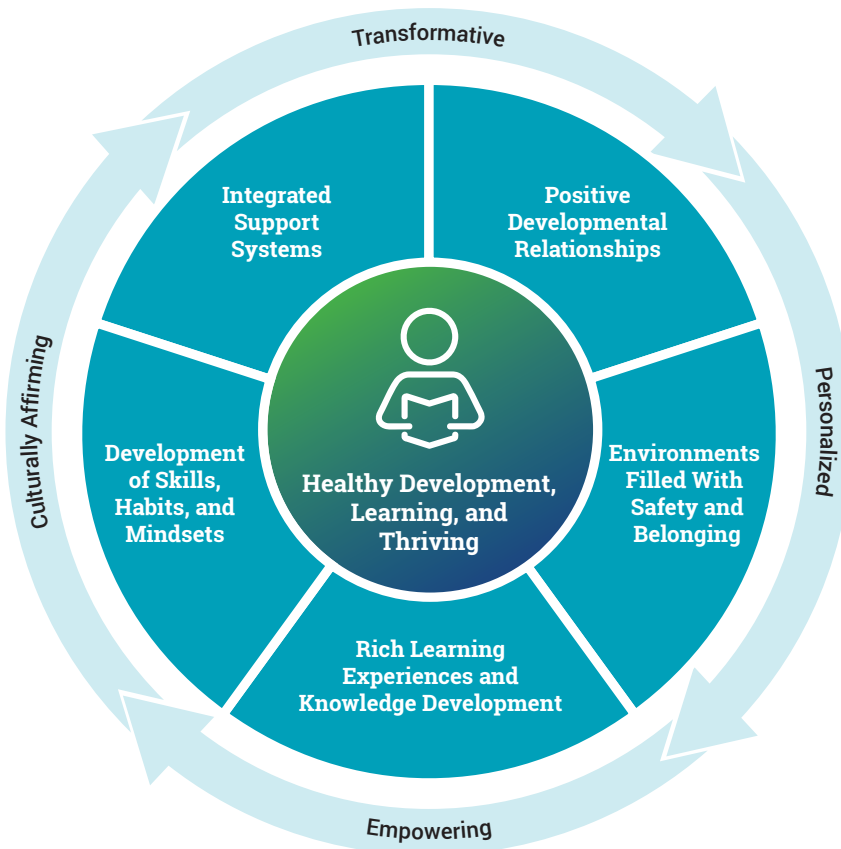 Transformative
Integrated
Support
Systems
Positive
Developmental
Relationships
Culturally Affirming
Personalized
Development
of Skills,
Habits, and
Mindsets
Healthy Development,
Learning, and
Thriving
Environments
Filled With
Safety and
Belonging
Rich Learning
Experiences and
Knowledge Development
Empowering